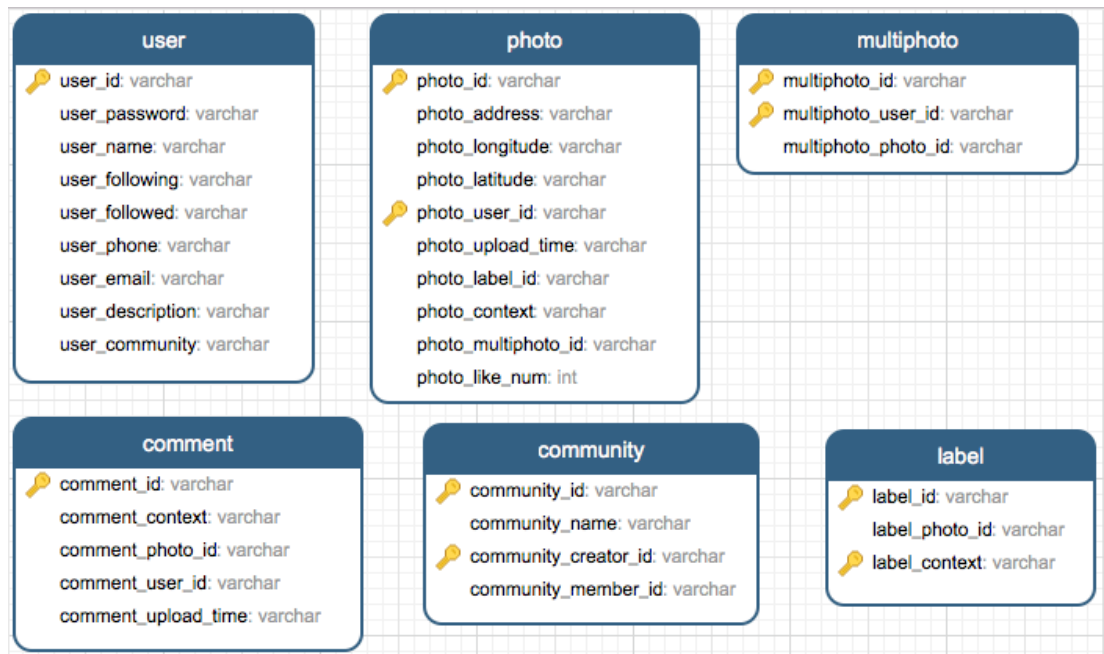 user
user_id: varchar
user_password: varchar
user_name: varchar
user_following: varchar
user_followed: varchar
user_phone: varchar
user_email: varchar
user_description: varchar
user_community: varchar
photo
photo_id: varchar
photo_address: varchar
photo_longitude: varchar
photo_latitude: varchar
photo_user_id: varchar
photo_upload_time: varchar
photo_label_id: varchar
photo_context: varchar
photo_multiphoto_id: varchar
photo_like_num: int
multiphoto
multiphoto_id: varchar
multiphoto_user_id: varchar
multiphoto_photo_id: varchar
comment
comment_id: varchar
comment_context: varchar
comment_photo_id: varchar
comment_user_id: varchar
comment_upload_time: varchar
community
community_id: varchar
community_name: varchar
community_creator_id: varchar
community_member_id: varchar
label
label_id: varchar
label_photo_id: varchar
label_context: varchar